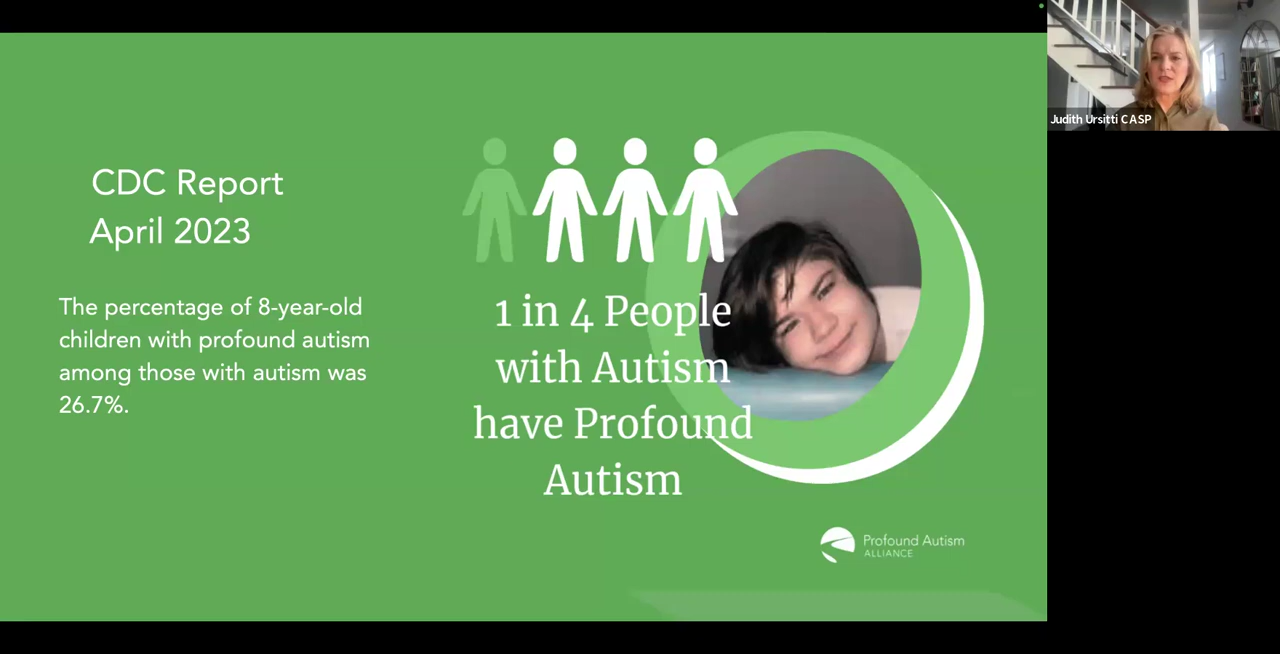 CDC Report
April 2023
The percentage of 8-year-old
children with profound autism
among those with autism was
26.7%.
1 in 4 People
with Autism
have Profound
Autism
Profound Autism
ALLIANCE
Judith Ursitti CASP